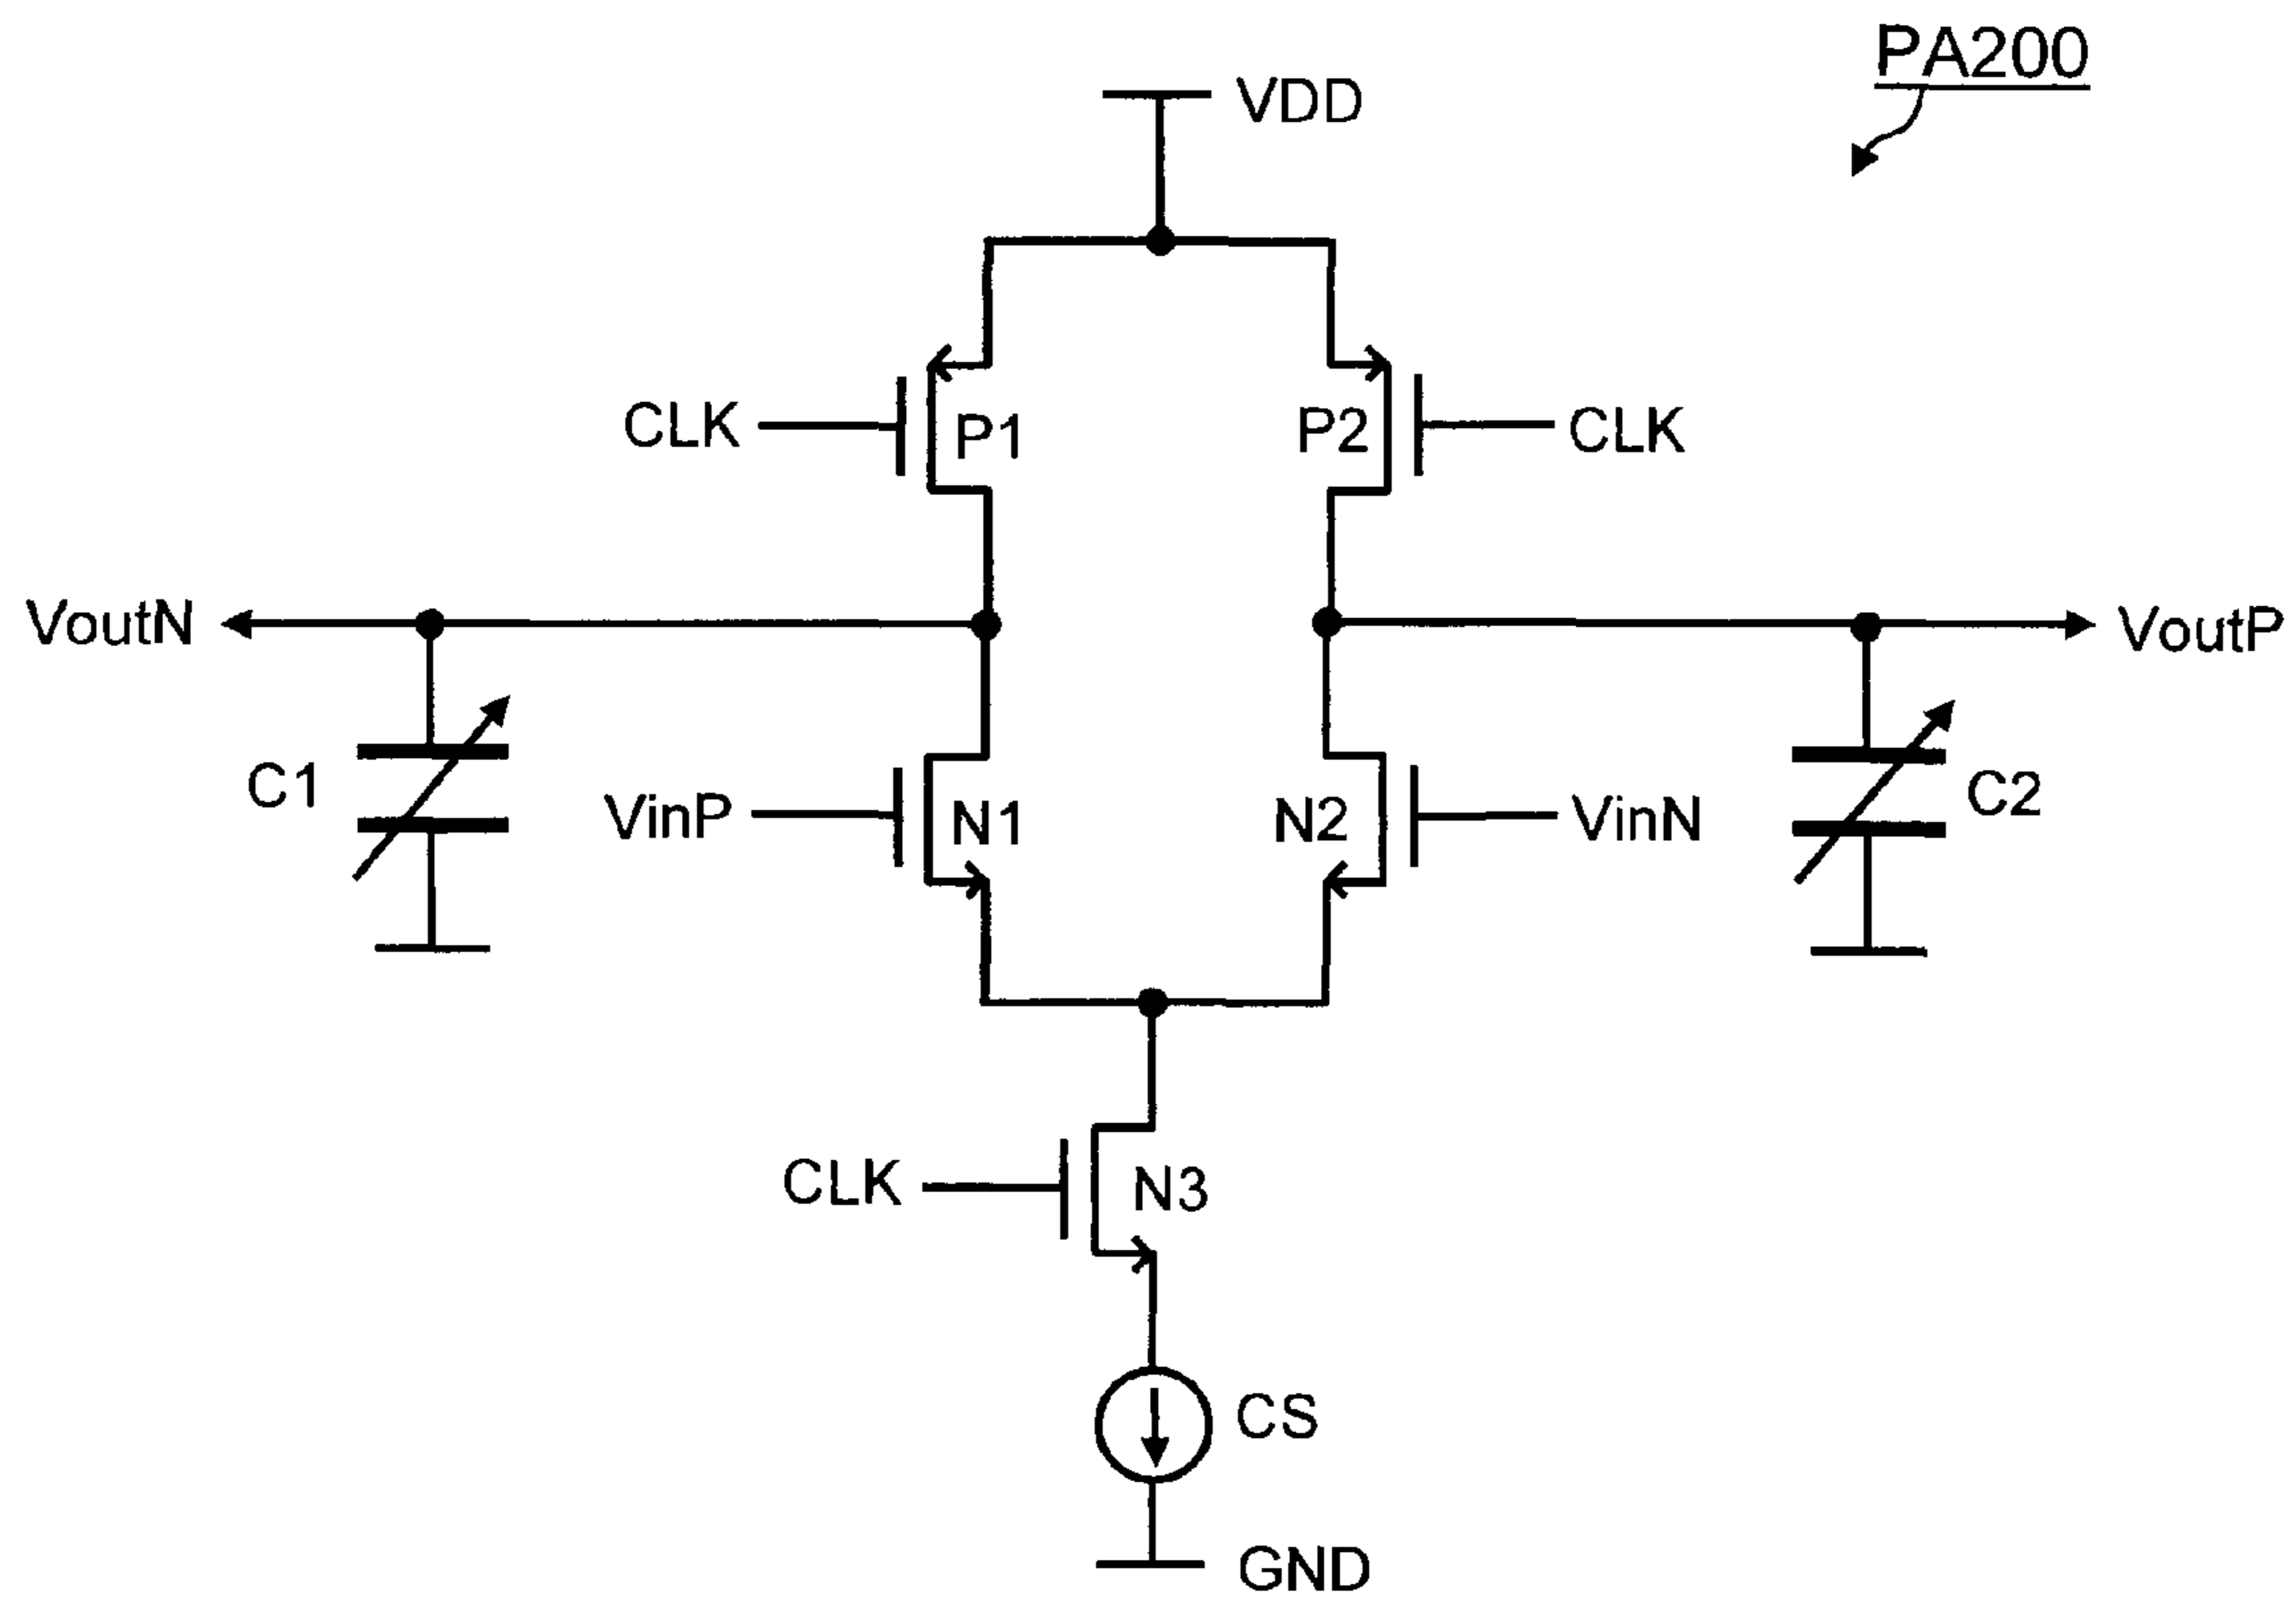 PA200
VDD
CLK
P1
P2
CLK
VoutN
VoutP
C1
VinP
N1
N2
VinN
C2
CLK
N3
CS
GND